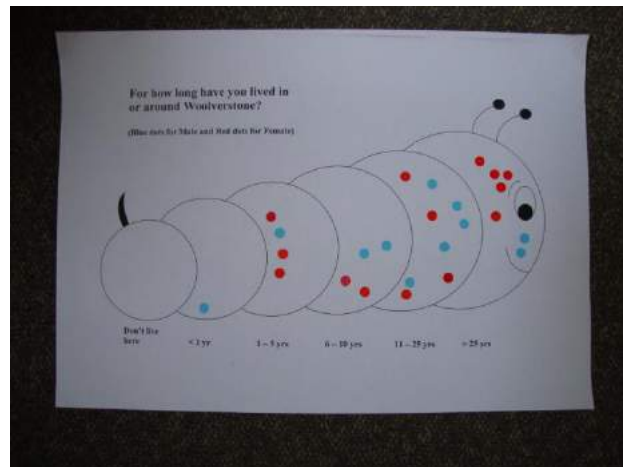 For how long have you lived in
or around Woolverstone?
(Blue dots for Male and Red dots for Female)
Don't live
here
< 1 yr
1 – 5 yrs
6 – 10 yrs
11 – 25 yrs
> 25 yrs